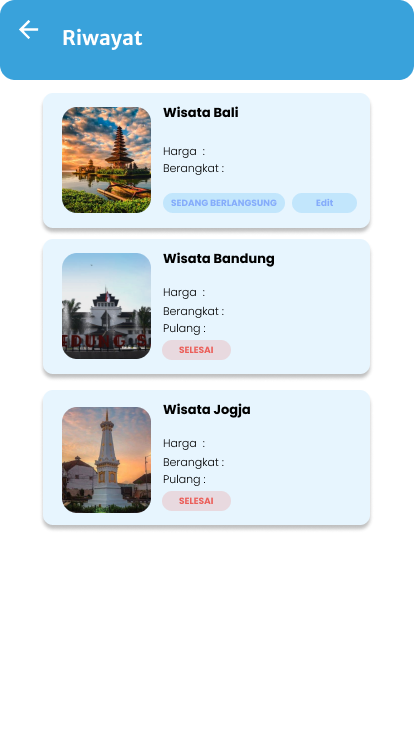 Riwayat
Wisata Bali
Harga :
Berangkat :
SEDANG BERLANGSUNG
Edit
Wisata Bandung
Harga :
Berangkat :
Pulang :
SELESAI
Wisata Jogja
Harga :
Berangkat :
Pulang :
SELESAI